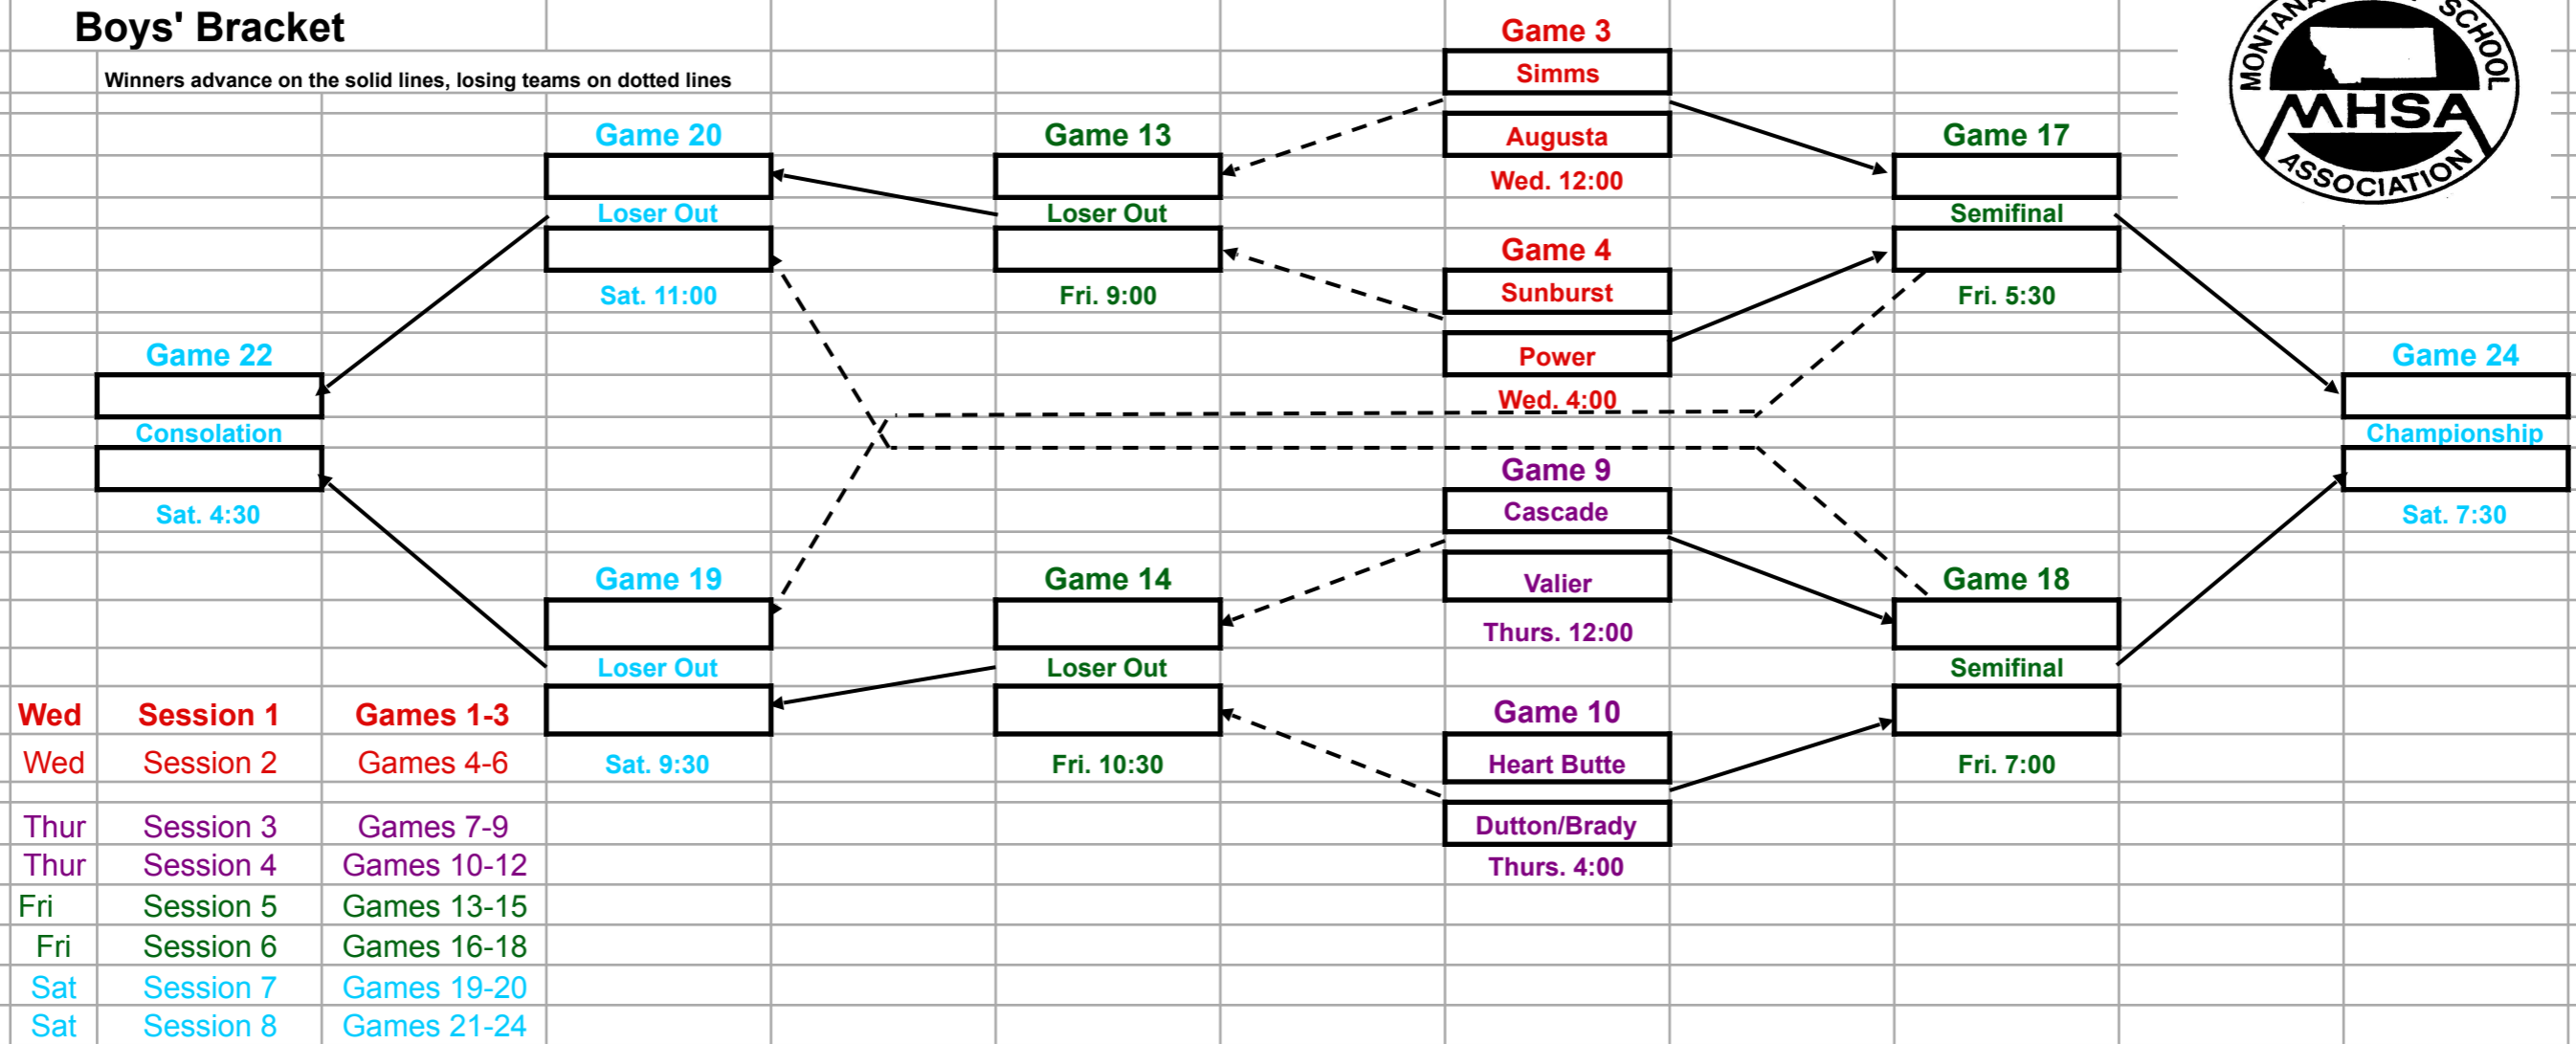 Boys' Bracket
Winners advance on the solid lines, losing teams on dotted lines
MONTANA SCHOOL
MHSA
ASSOCIATION
Game 3
Simms
Augusta
Wed. 12:00
Game 20
Loser Out
Sat. 11:00
Game 13
Loser Out
Fri. 9:00
Game 17
Semifinal
Fri. 5:30
Game 4
Sunburst
Power
Wed. 4:00
Game 22
Consolation
Sat. 4:30
Game 24
Championship
Sat. 7:30
Game 9
Cascade
Valier
Thurs. 12:00
Game 19
Loser Out
Sat. 9:30
Game 14
Loser Out
Fri. 10:30
Game 18
Semifinal
Fri. 7:00
Game 10
Heart Butte
Dutton/Brady
Thurs. 4:00
Wed Session 1 Games 1-3
Wed Session 2 Games 4-6
Thur Session 3 Games 7-9
Thur Session 4 Games 10-12
Fri Session 5 Games 13-15
Fri Session 6 Games 16-18
Sat Session 7 Games 19-20
Sat Session 8 Games 21-24